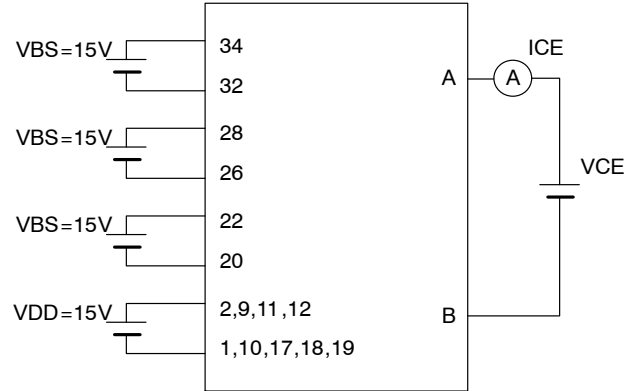 VBS=15V
34
32
VBS=15V
28
26
VBS=15V
22
20
VDD=15V
2,9,11,12
1,10,17,18,19
A
ICE
A
VCE
B